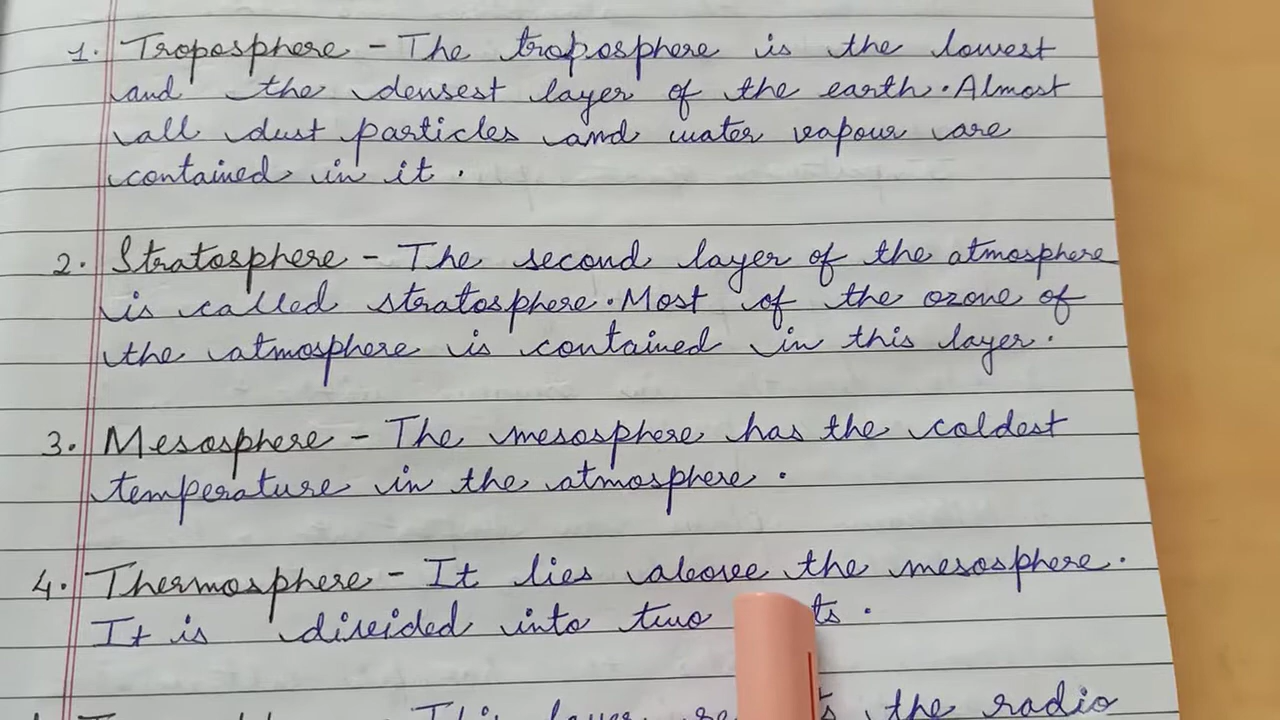 1. Troposphere - The troposphere is the lowest
and the densest layer of the earth. Almost
all dust particles and water vapour are
contained in it.
2. Stratosphere - The second layer of the atmosphere
is called stratosphere. Most of the ozone of
the atmosphere is contained in this layer.
3. Mesosphere - The mesosphere has the coldest
temperature in the atmosphere.
4. Thermosphere - It lies above the mesosphere.
It is divided into two
the radio